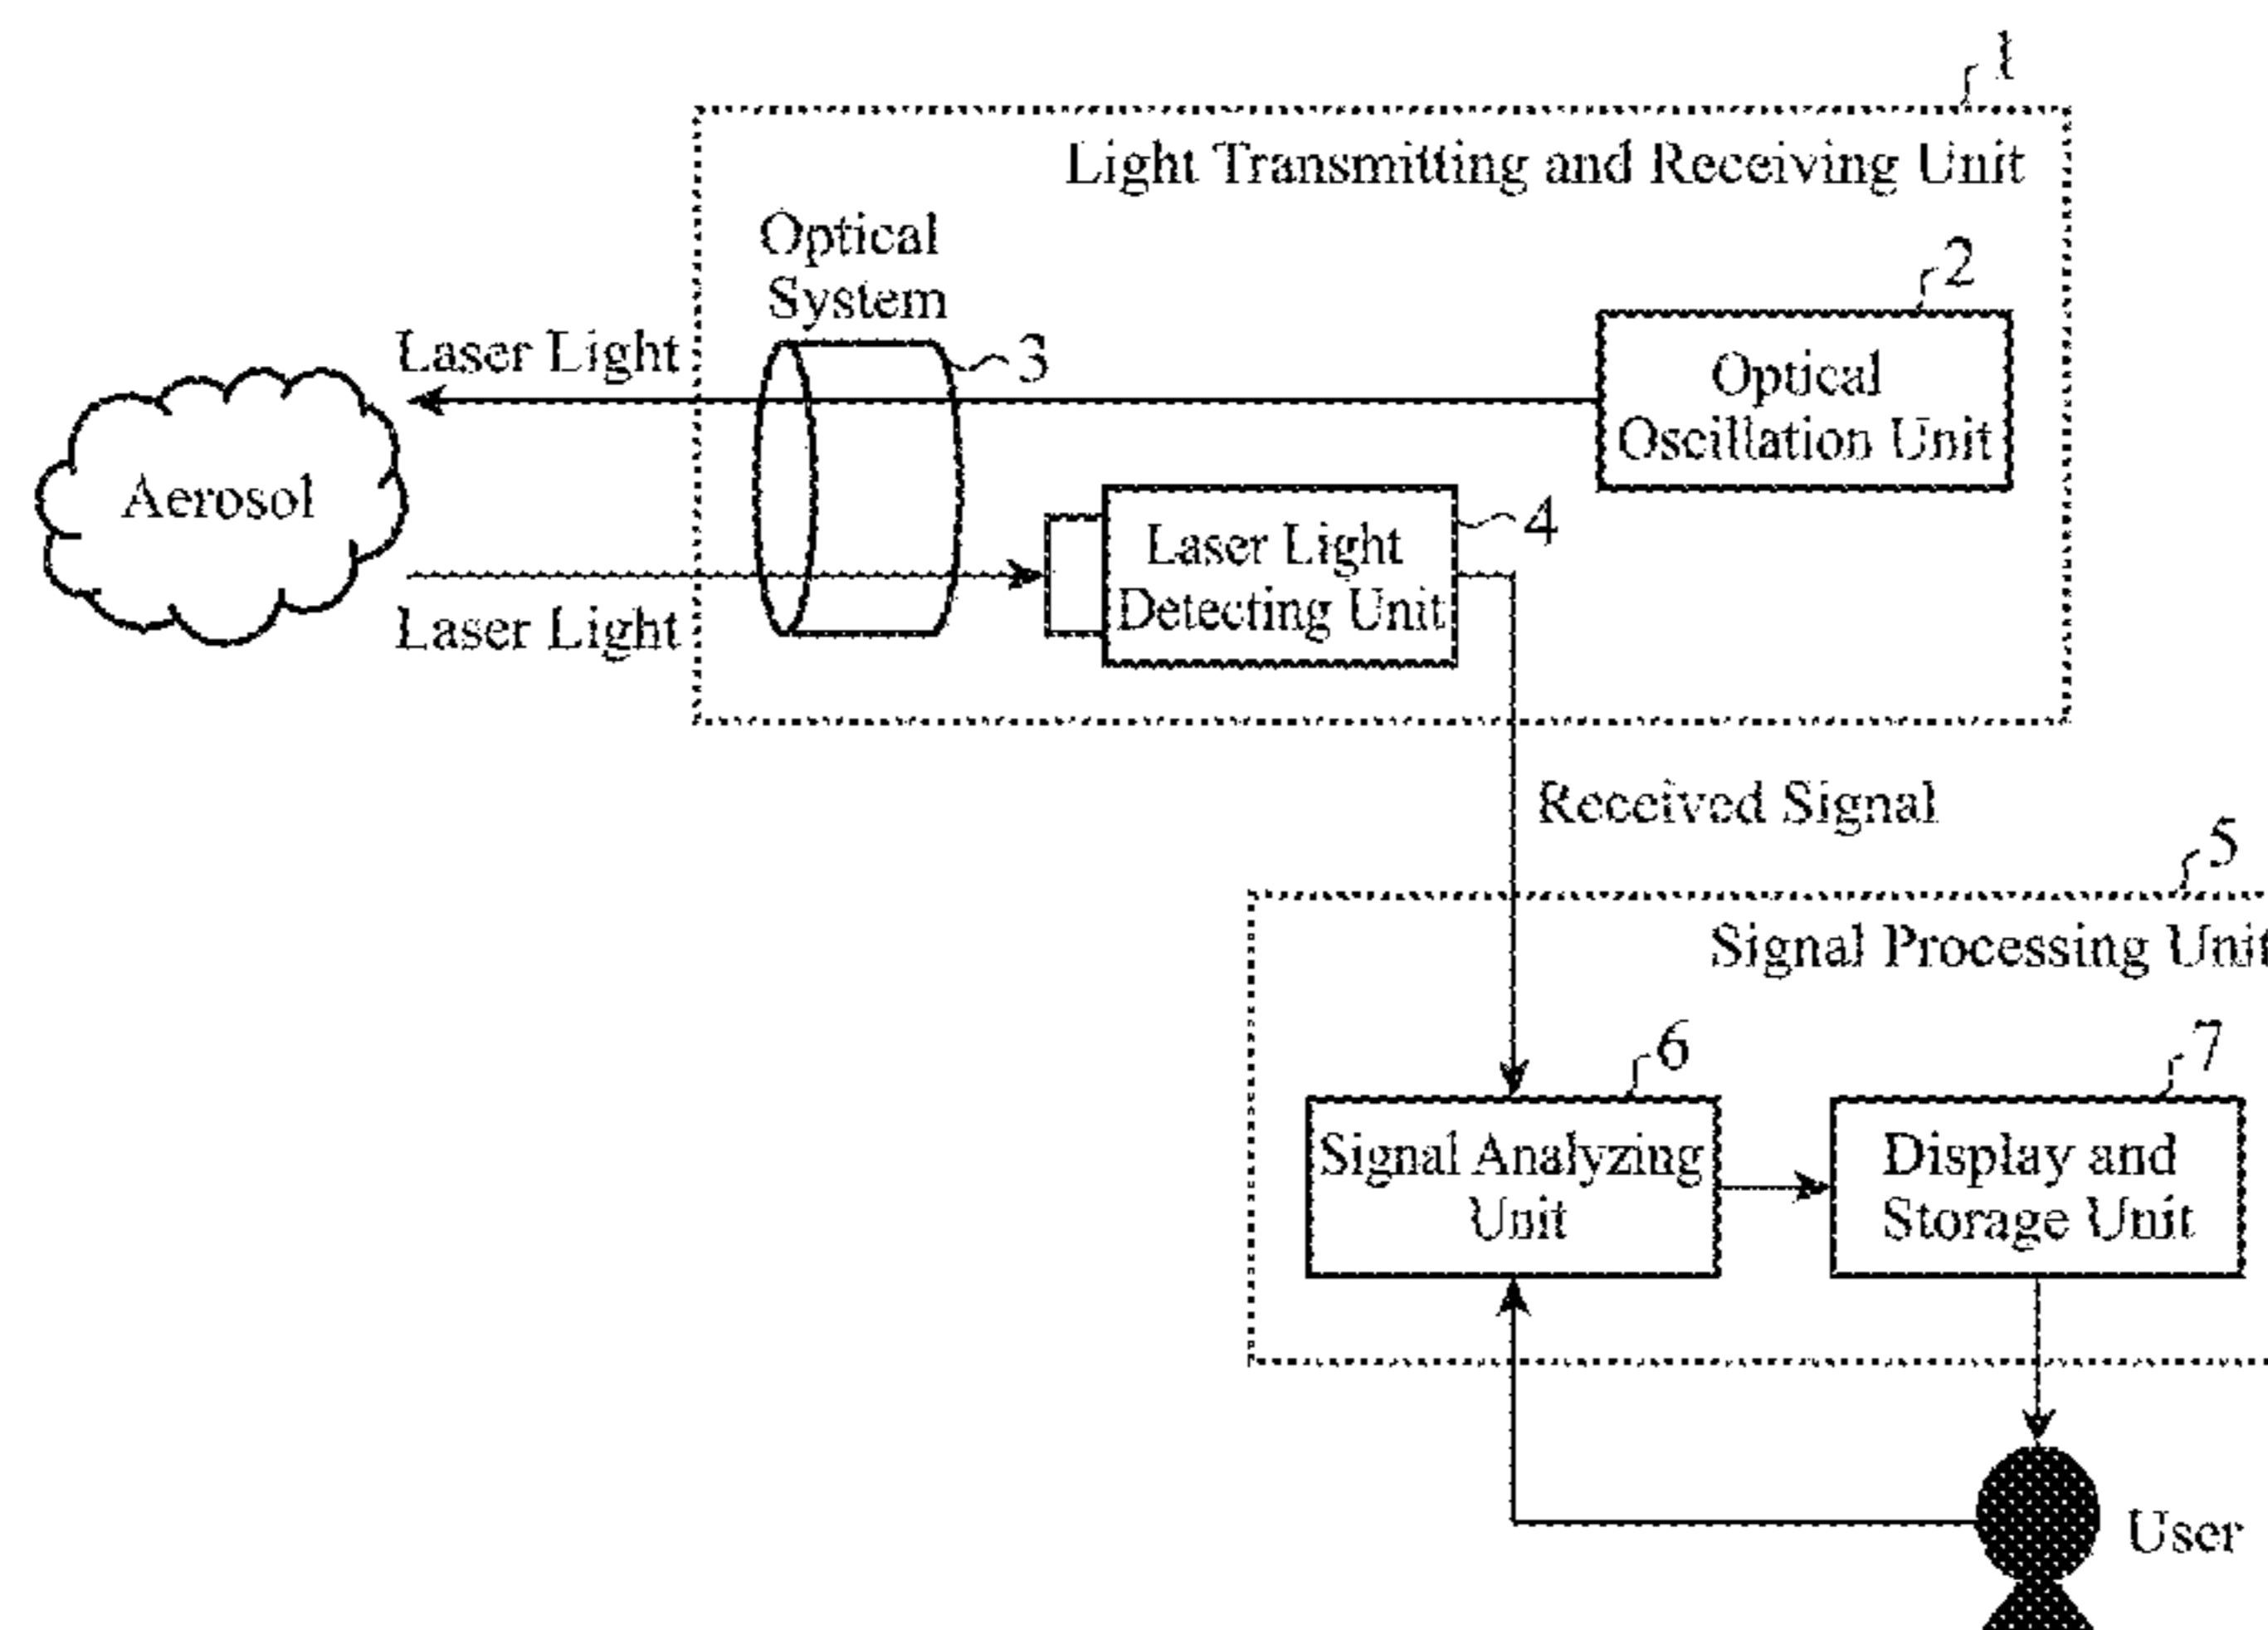 1
Light Transmitting and Receiving Unit
Optical
System
2
Laser Light
3
Optical
Oscillation Unit
Aerosol
4
Laser Light
Detecting Unit
Laser Light
Received Signal
5
Signal Processing Unit
6
7
Signal Analyzing
Unit
Display and
Storage Unit
User